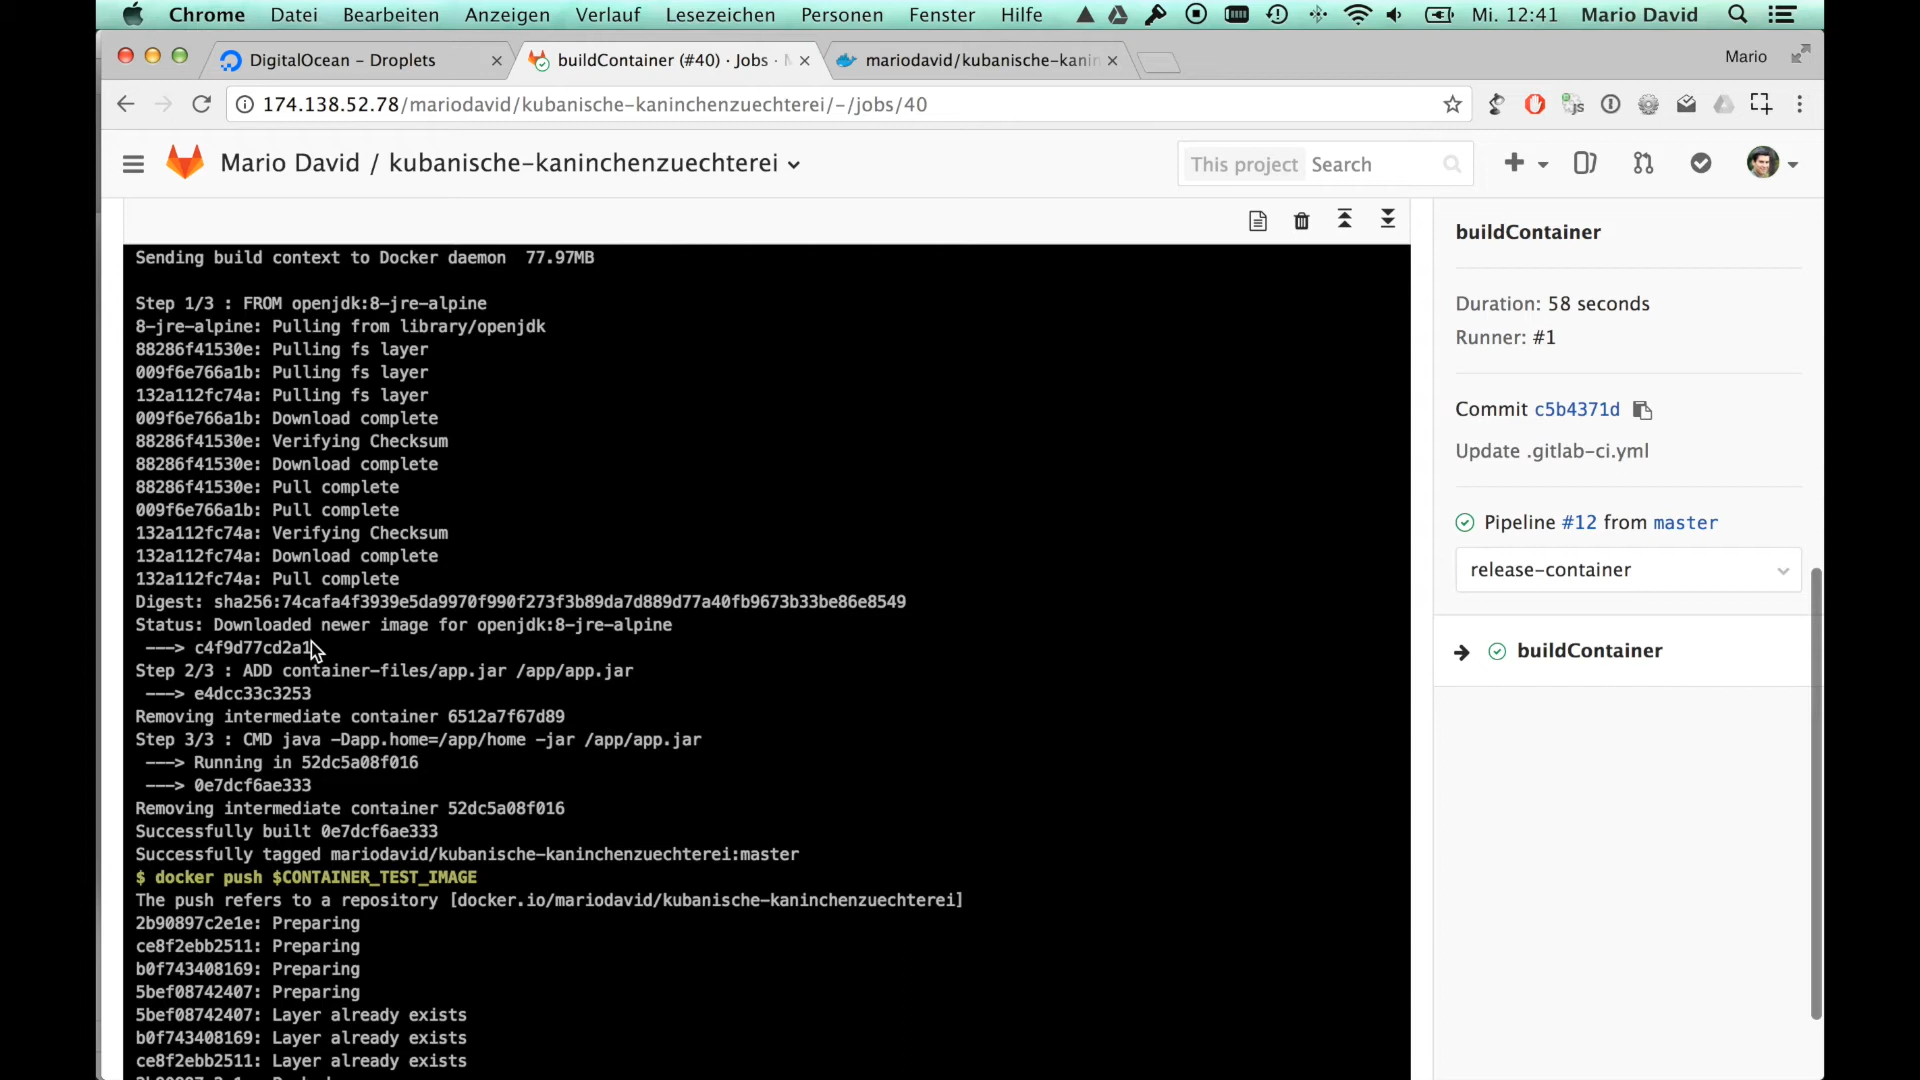 Chrome Datei Bearbeiten Anzeigen Verlauf Lesezeichen Personen Fenster Hilfe Mi. 12:41 Mario David
DigitalOcean – Droplets
buildContainer (#40) · Jobs ·
mariodavid/kubanische-kanin
Mario
174.138.52.78/mariodavid/kubanische-kaninchenzuechterei/-/jobs/40
Mario David / kubanische-kaninchenzuechterei
This project Search
Sending build context to Docker daemon  77.97MB
Step 1/3 : FROM openjdk:8-jre-alpine
8-jre-alpine: Pulling from library/openjdk
88286f41530e: Pulling fs layer
009f6e766a1b: Pulling fs layer
132a112fc74a: Pulling fs layer
009f6e766a1b: Download complete
88286f41530e: Verifying Checksum
88286f41530e: Download complete
88286f41530e: Pull complete
009f6e766a1b: Pull complete
132a112fc74a: Verifying Checksum
132a112fc74a: Download complete
132a112fc74a: Pull complete
Digest: sha256:74cafa4f3939e5da9970f990f273f3b89da7d889d77a40fb9673b33be86e8549
Status: Downloaded newer image for openjdk:8-jre-alpine
---> c4f9d77cd2a1
Step 2/3 : ADD container-files/app.jar /app/app.jar
---> e4dcc33c3253
Removing intermediate container 6512a7f67d89
Step 3/3 : CMD java -Dapp.home=/app/home -jar /app/app.jar
---> Running in 52dc5a08f016
---> 0e7dcf6ae333
Removing intermediate container 52dc5a08f016
Successfully built 0e7dcf6ae333
Successfully tagged mariodavid/kubanische-kaninchenzuechterei:master
$ docker push $CONTAINER_TEST_IMAGE
The push refers to a repository [docker.io/mariodavid/kubanische-kaninchenzuechterei]
2b90897c2e1e: Preparing
ce8f2ebb2511: Preparing
b0f743408169: Preparing
5bef08742407: Preparing
5bef08742407: Layer already exists
b0f743408169: Layer already exists
ce8f2ebb2511: Layer already exists
buildContainer
Duration: 58 seconds
Runner: #1
Commit c5b4371d
Update .gitlab-ci.yml
Pipeline #12 from master
release-container
buildContainer